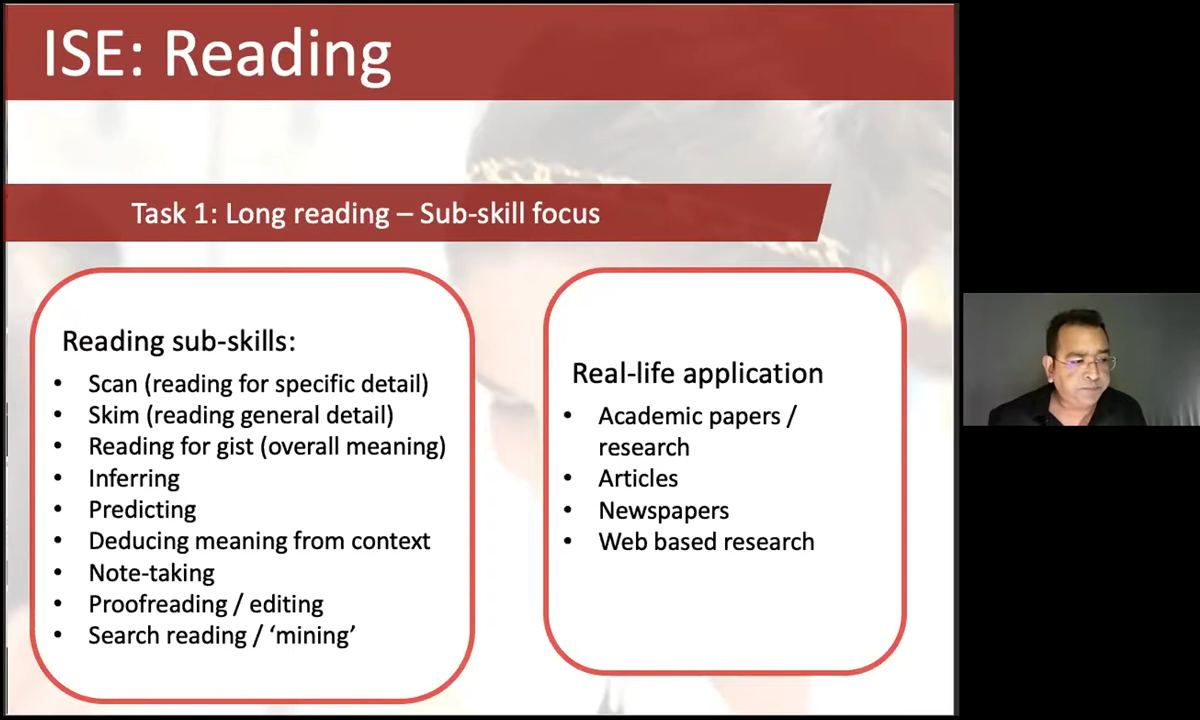 ISE: Reading
Task 1: Long reading – Sub-skill focus
Reading sub-skills:
• Scan (reading for specific detail)
• Skim (reading general detail)
• Reading for gist (overall meaning)
• Inferring
• Predicting
• Deducing meaning from context
• Note-taking
• Proofreading / editing
• Search reading / ‘mining’
Real-life application
• Academic papers /
research
• Articles
• Newspapers
• Web based research